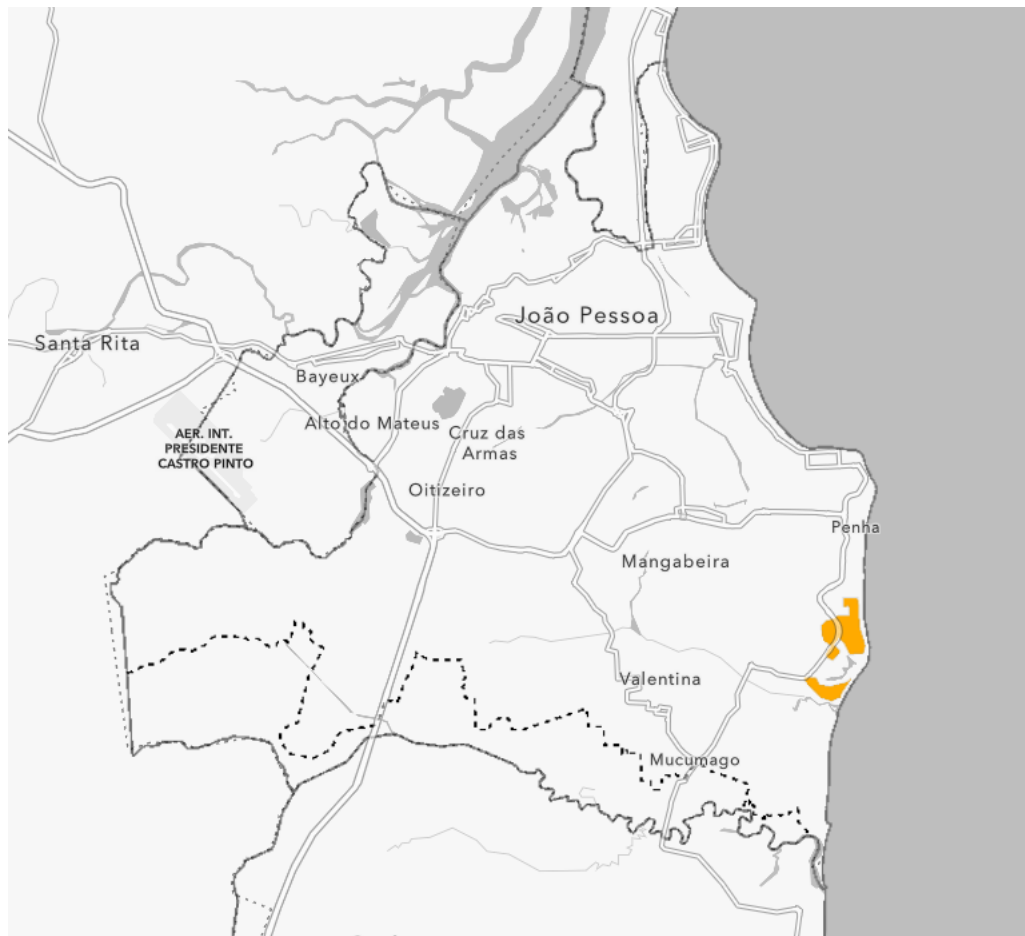 João Pessoa
Santa Rita
Bayeux
Alto do Mateus
AER. INT.
PRESIDENTE
CASTRO PINTO
Cruz das
Armas
Oitizeiro
Penha
Mangabeira
Valentina
Mucumago